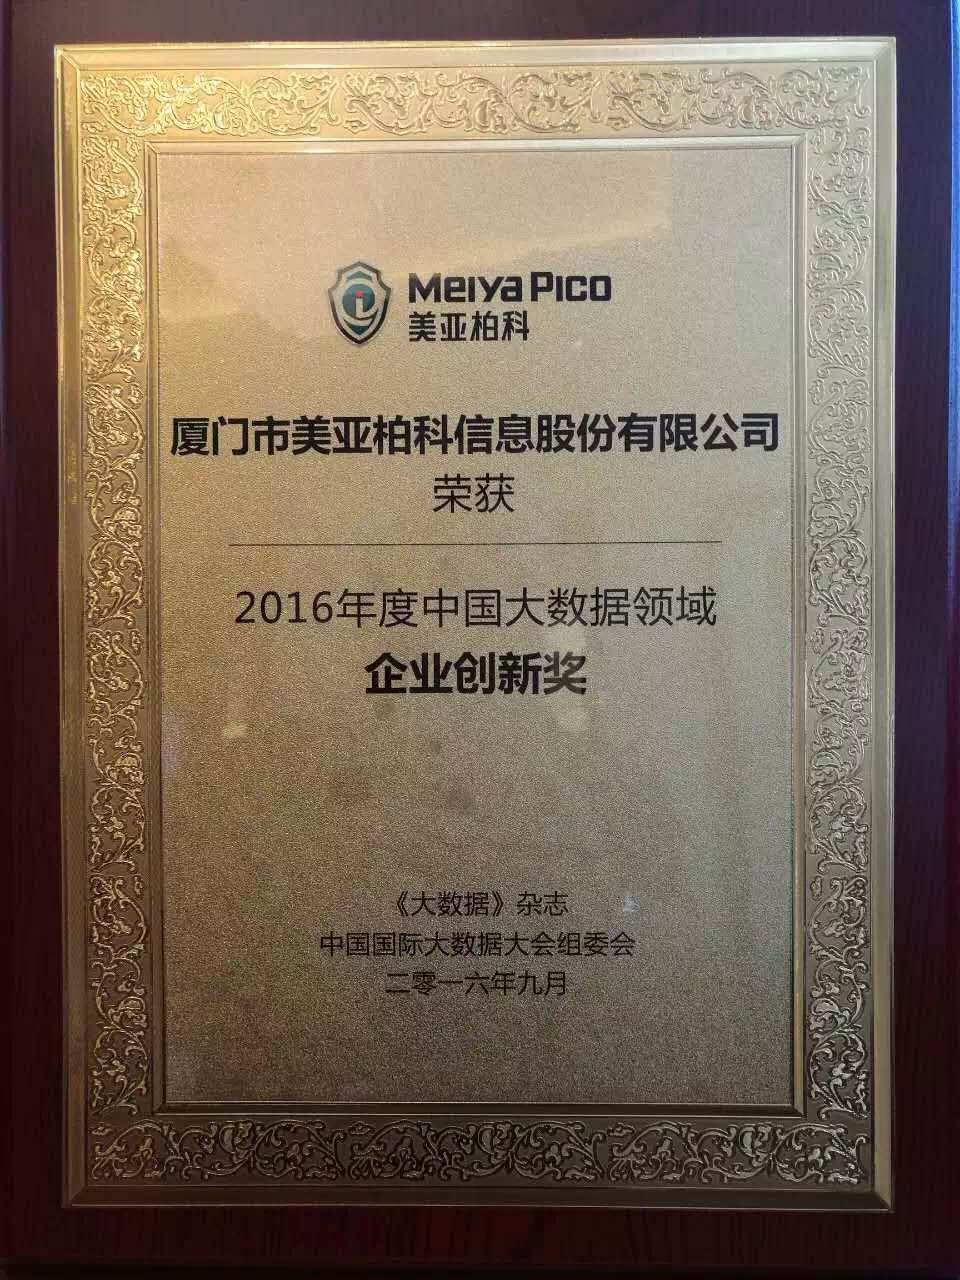 Meiya Pico
美亚柏科
厦门市美亚柏科信息股份有限公司
荣获
2016年度中国大数据领域
企业创新奖
《大数据》杂志
中国国际大数据大会组委会
二零一六年九月